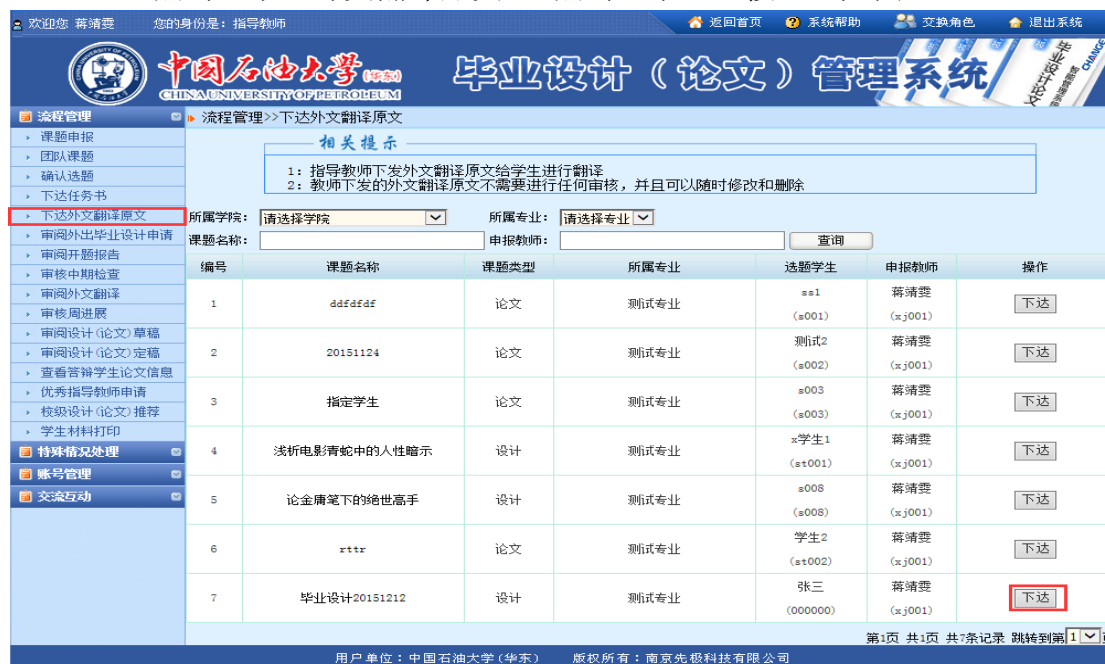 欢迎您 蒋靖雯 您的身份是：指导教师 返回首页 系统帮助 交换角色 退出系统
中国石油大学(华东) 毕业设计（论文）管理系统
CHINA UNIVERSITY OF PETROLEUM
流程管理
课题申报
团队课题
确认选题
下达任务书
下达外文翻译原文
审阅外出毕业设计申请
审阅开题报告
审核中期检查
审阅外文翻译
审核周进展
审阅设计(论文)草稿
审阅设计(论文)定稿
查看答辩学生论文信息
优秀指导教师申请
校级设计(论文)推荐
学生材料打印
特殊情况处理
账号管理
交流互动
流程管理>>下达外文翻译原文
相关提示
1：指导教师下发外文翻译原文给学生进行翻译
2：教师下发的外文翻译原文不需要进行任何审核，并且可以随时修改和删除
所属学院： 请选择学院 所属专业： 请选择专业
课题名称： 申报教师： 查询
编号 课题名称 课题类型 所属专业 选题学生 申报教师 操作
1 ddfdfdf 论文 测试专业 ss1 (s001) 蒋靖雯 (xj001) 下达
2 20151124 论文 测试专业 测试2 (s002) 蒋靖雯 (xj001) 下达
3 指定学生 论文 测试专业 s003 (s003) 蒋靖雯 (xj001) 下达
4 浅析电影青蛇中的人性暗示 设计 测试专业 x学生1 (st001) 蒋靖雯 (xj001) 下达
5 论金庸笔下的绝世高手 设计 测试专业 s008 (s008) 蒋靖雯 (xj001) 下达
6 rttr 论文 测试专业 学生2 (st002) 蒋靖雯 (xj001) 下达
7 毕业设计20151212 设计 测试专业 张三 (000000) 蒋靖雯 (xj001) 下达
第1页 共1页 共7条记录 跳转到第 1
用户单位：中国石油大学(华东) 版权所有：南京先极科技有限公司